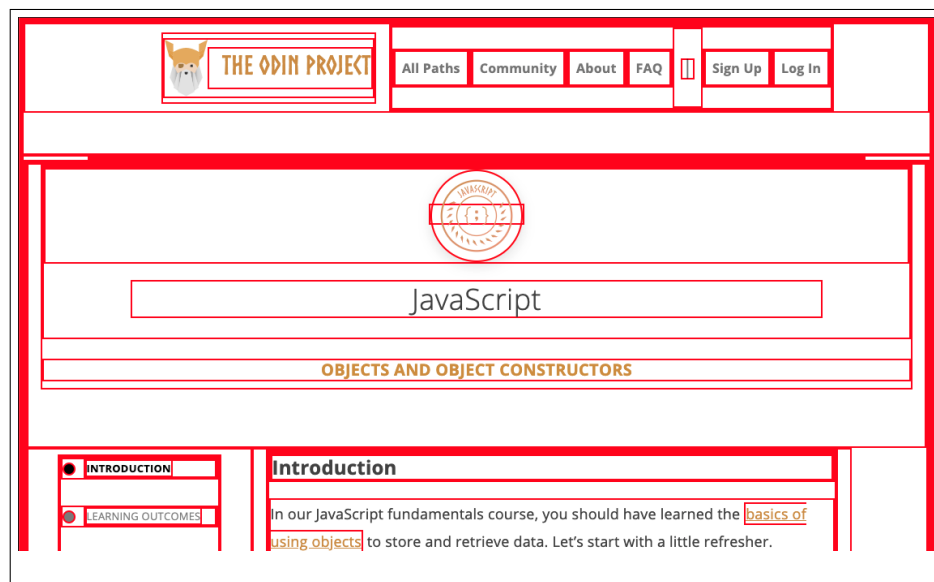 THE ODIN PROJECT
All Paths Community About FAQ Sign Up Log In
JAVASCRIPT
{;}
JavaScript
OBJECTS AND OBJECT CONSTRUCTORS
INTRODUCTION
LEARNING OUTCOMES
Introduction
In our JavaScript fundamentals course, you should have learned the basics of
using objects to store and retrieve data. Let’s start with a little refresher.